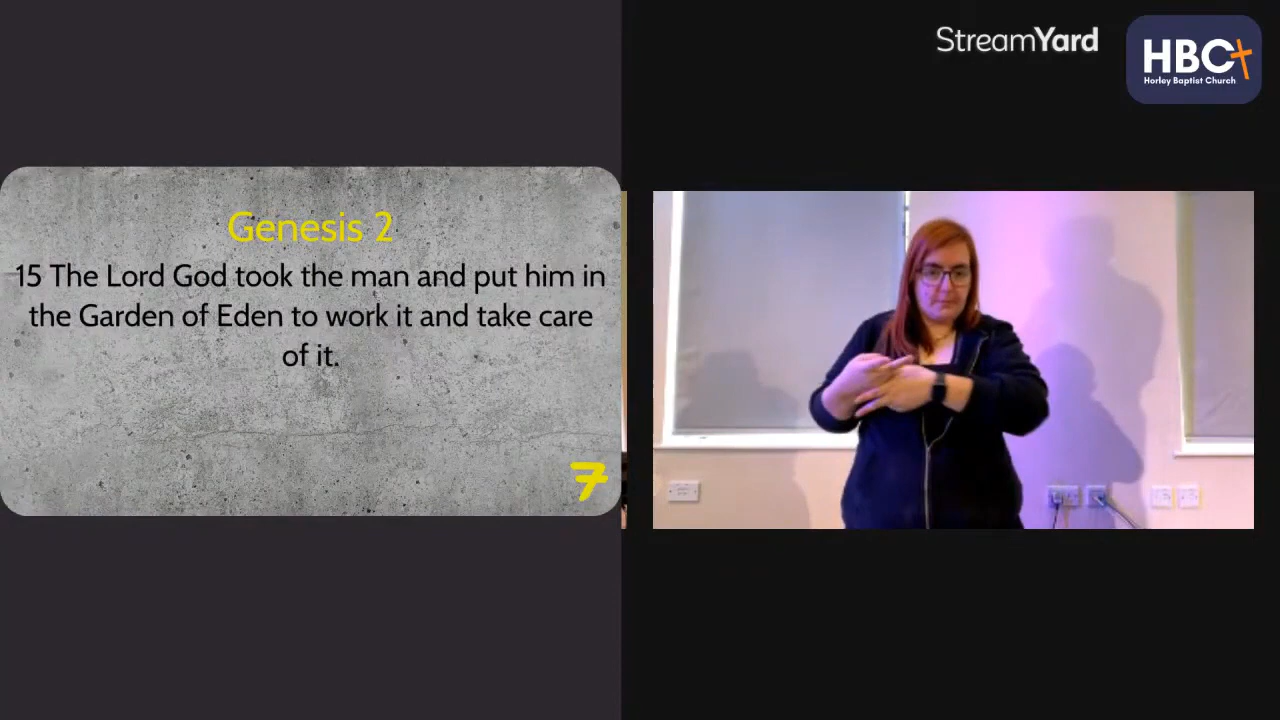 StreamYard
HBC
Horley Baptist Church
Genesis 2
15 The Lord God took the man and put him in
the Garden of Eden to work it and take care
of it.
7